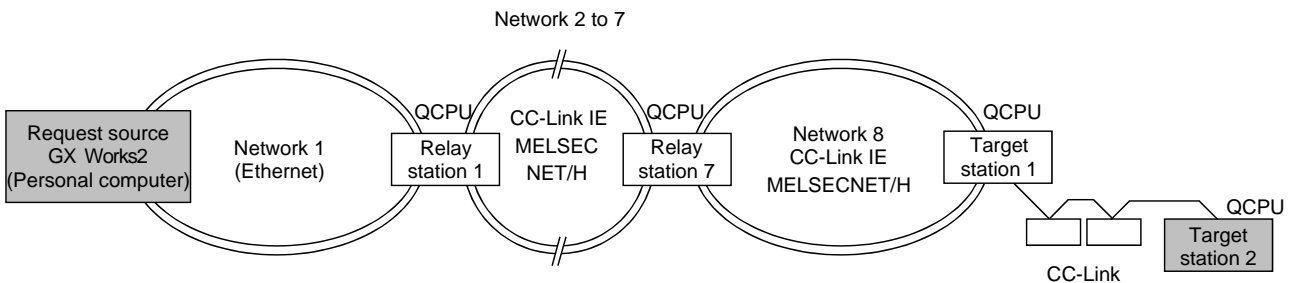 Network 2 to 7
Request source
GX Works2
(Personal computer)
Network 1
(Ethernet)
QCPU
Relay
station 1
CC-Link IE
MELSEC
NET/H
QCPU
Relay
station 7
Network 8
CC-Link IE
MELSECNET/H
QCPU
Target
station 1
QCPU
Target
station 2
CC-Link